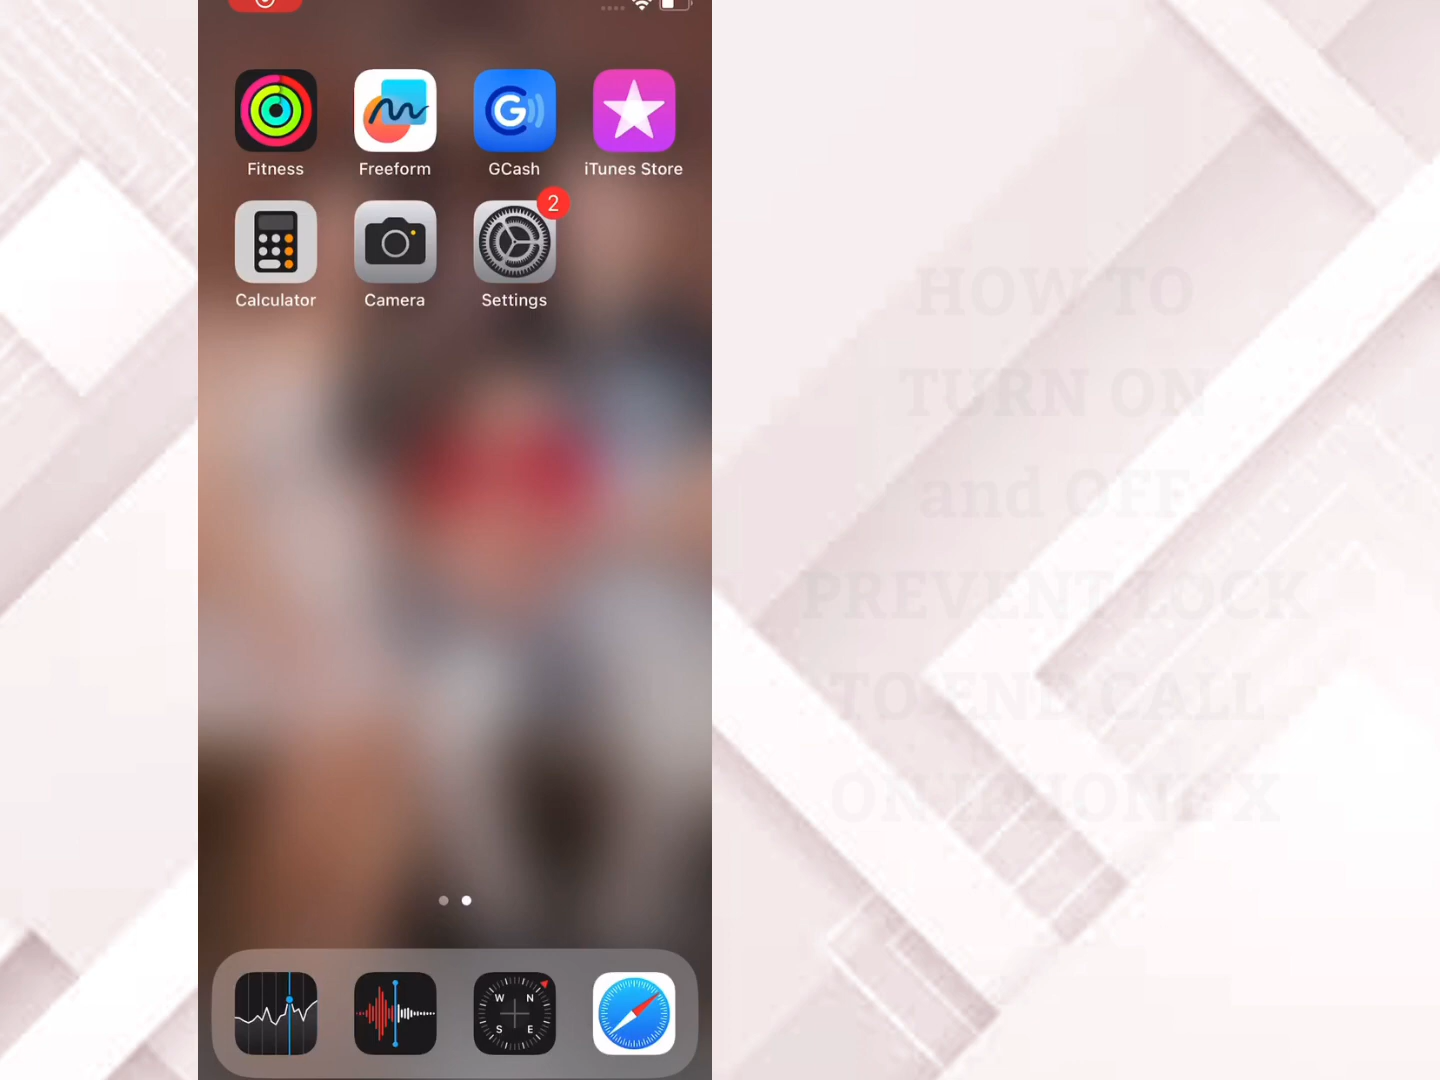 Fitness
Freeform
GCash
iTunes Store
2
Calculator
Camera
Settings
W N
S E
HOW TO
TURN ON
and OFF
PREVENT LOCK
TO END CALL
ON IPHONE X